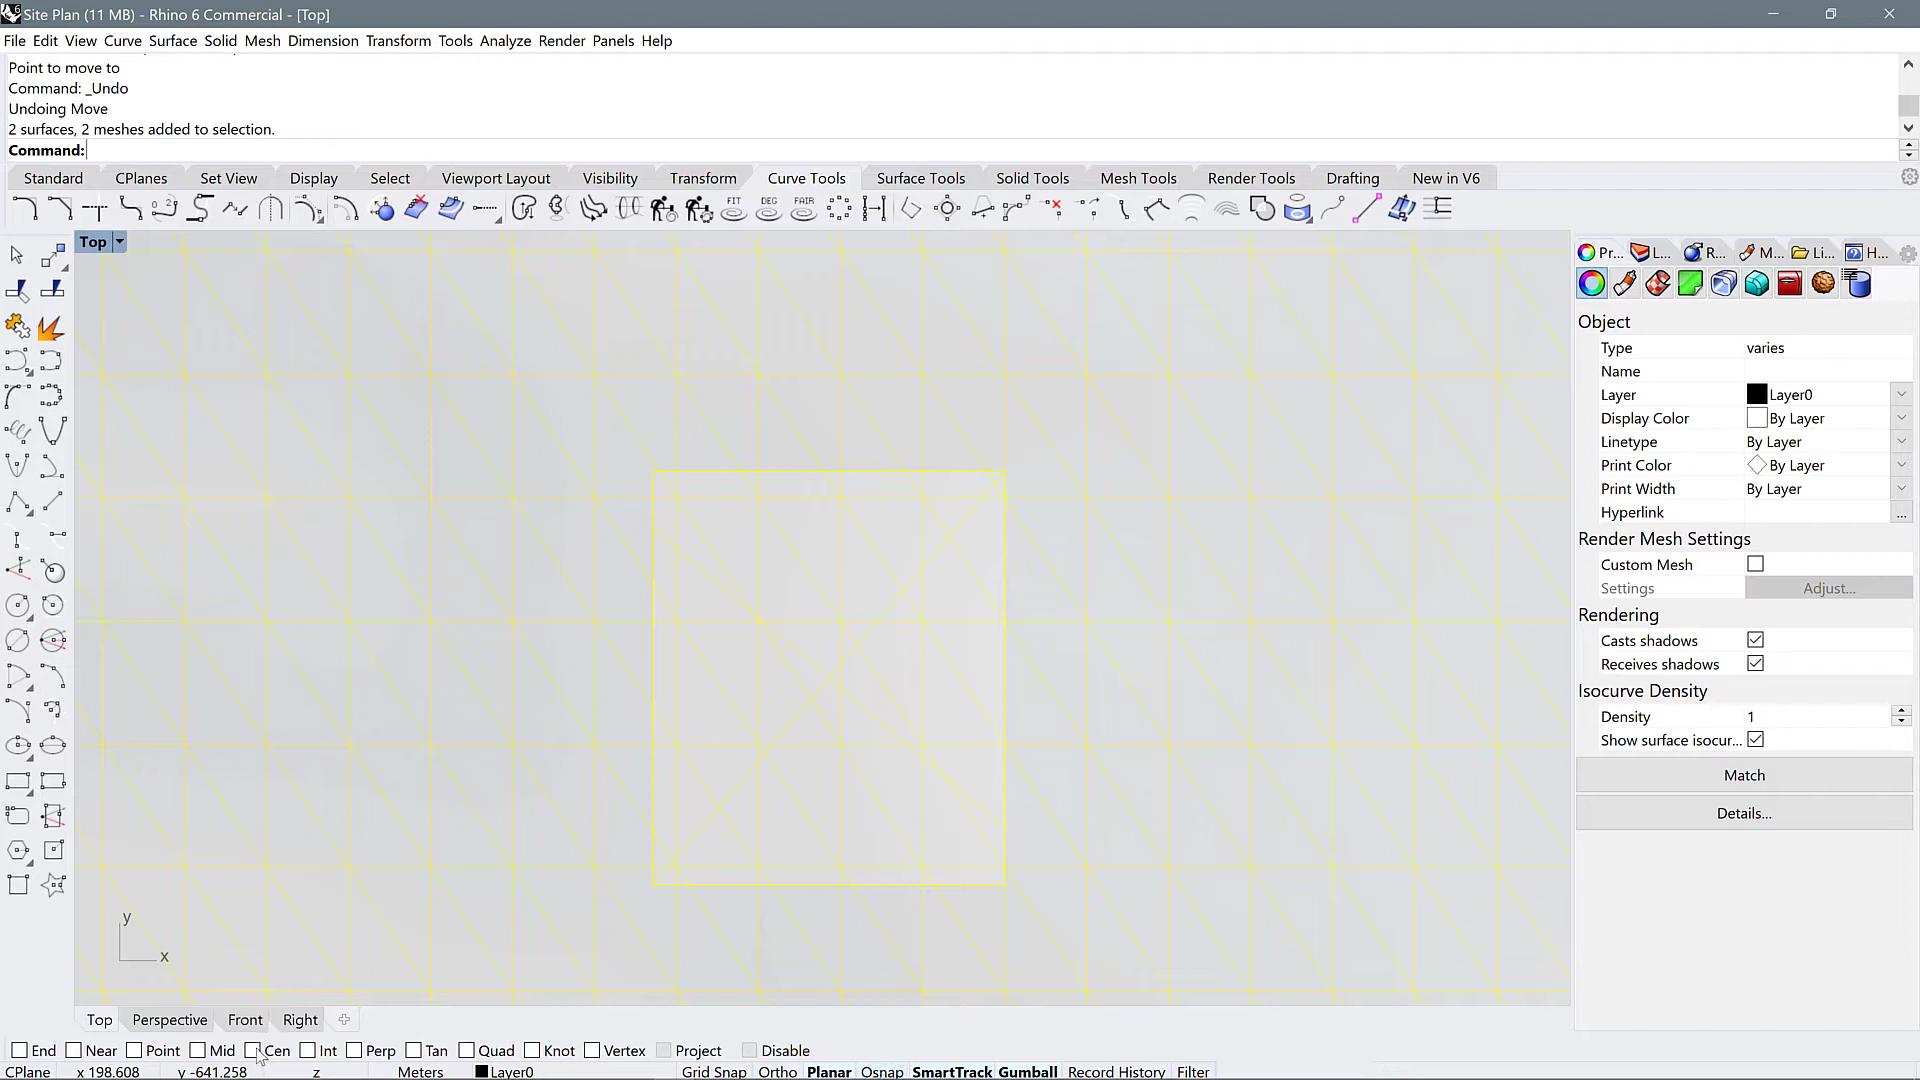 Site Plan (11 MB) - Rhino 6 Commercial - [Top]
File Edit View Curve Surface Solid Mesh Dimension Transform Tools Analyze Render Panels Help
Point to move to
Command: _Undo
Undoing Move
2 surfaces, 2 meshes added to selection.
Command:
Standard CPlanes Set View Display Select Viewport Layout Visibility Transform Curve Tools Surface Tools Solid Tools Mesh Tools Render Tools Drafting New in V6
FIT DEG FAIR
Top
Pr... L... R... M... Li... H...
Object
Type varies
Name
Layer Layer0
Display Color By Layer
Linetype By Layer
Print Color By Layer
Print Width By Layer
Hyperlink ...
Render Mesh Settings
Custom Mesh
Settings Adjust...
Rendering
Casts shadows
Receives shadows
Isocurve Density
Density 1
Show surface isocur...
Match
Details...
y
x
Top Perspective Front Right
End Near Point Mid Cen Int Perp Tan Quad Knot Vertex Project Disable
CPlane x 198.608 y -641.258 z Meters Layer0 Grid Snap Ortho Planar Osnap SmartTrack Gumball Record History Filter